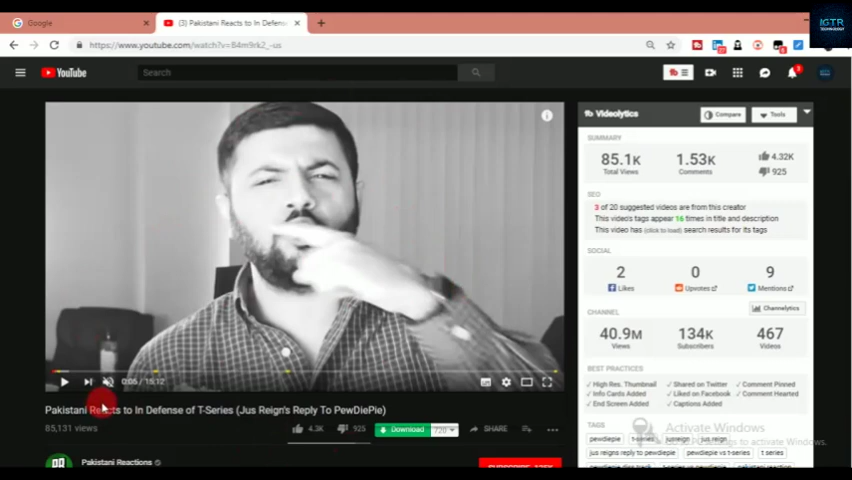 Google
(3) Pakistani Reacts to In Defense
IGTR
TECHNOLOGY
https://www.youtube.com/watch?v=84m9rk2_-us
YouTube
Search
Videolytics
Compare
Tools
SUMMARY
85.1K
1.53K
4.32K
925
Total Views
Comments
SEO
3 of 20 suggested videos are from this creator
This video's tags appear 16 times in title and description
This video has (click to load) search results for its tags
SOCIAL
2
0
9
Likes
Upvotes
Mentions
Channelytics
CHANNEL
40.9M
134K
467
Views
Subscribers
Videos
BEST PRACTICES
High Res. Thumbnail
Shared on Twitter
Comment Pinned
Info Cards Added
Liked on Facebook
Comment Hearted
End Screen Added
Captions Added
TAGS
Activate Windows
to activate Windows.
pewdiepie
t-series
jusreign
jus reign
jus reigns reply to pewdiepie
pewdiepie vs t-series
t series
0:06 / 15:12
Pakistani Reacts to In Defense of T-Series (Jus Reign's Reply To PewDiePie)
85,131 views
4.3K
925
Download
720
SHARE
Pakistani Reactions